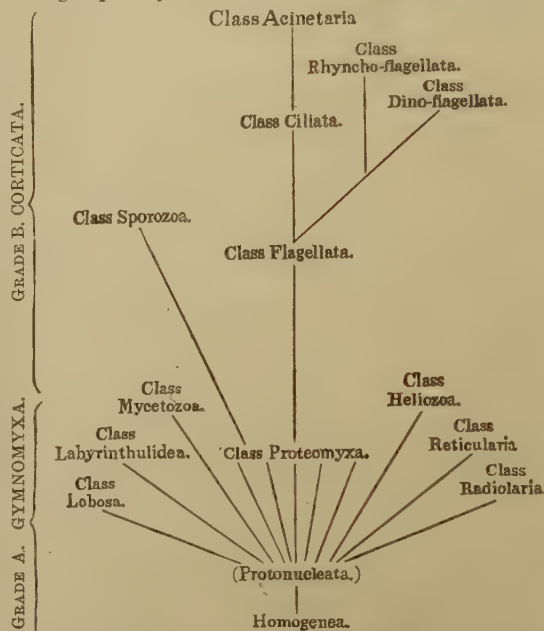 Class Acinetaria
Class
Rhyncho-flagellata.
Class
Dino-flagellata.
Class Ciliata.
Class Sporozoa.
Class Flagellata.
Class
Mycetozoa.
Class
Heliozoa.
Class
Labyrinthulidea.
Class Proteomyxa.
Class
Reticularia
Class
Lobosa.
Class
Radiolaria
(Protonucleata.)
Homogenea.
GRADE B. CORTICATA.
GRADE A. GYMNOMYXA.